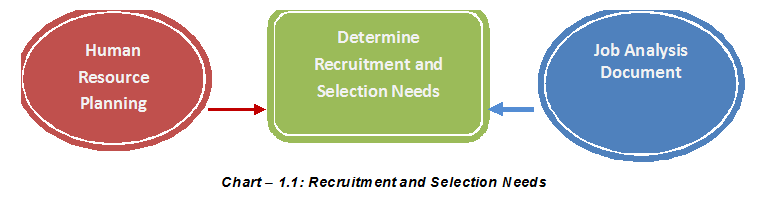 Human
Resource
Planning
Determine
Recruitment and
Selection Needs
Job Analysis
Document
Chart – 1.1: Recruitment and Selection Needs